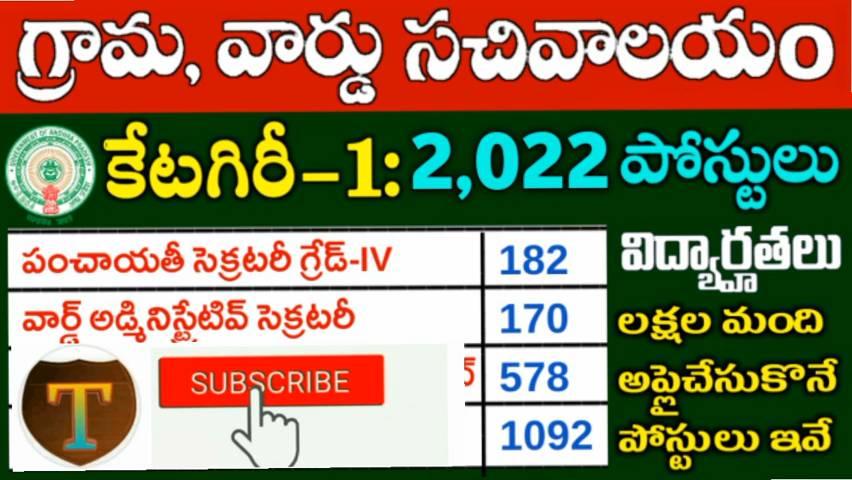 గ్రామ, వార్డు సచివాలయం
కేటగిరీ-1: 2,022 పోస్టులు
పంచాయతీ సెక్రటరీ గ్రేడ్-IV 182
వార్డ్ అడ్మినిస్ట్రేటివ్ సెక్రటరీ 170
578
1092
విద్యార్హతలు
లక్షల మంది
అప్లైచేసుకొనే
పోస్టులు ఇవే
T
SUBSCRIBE